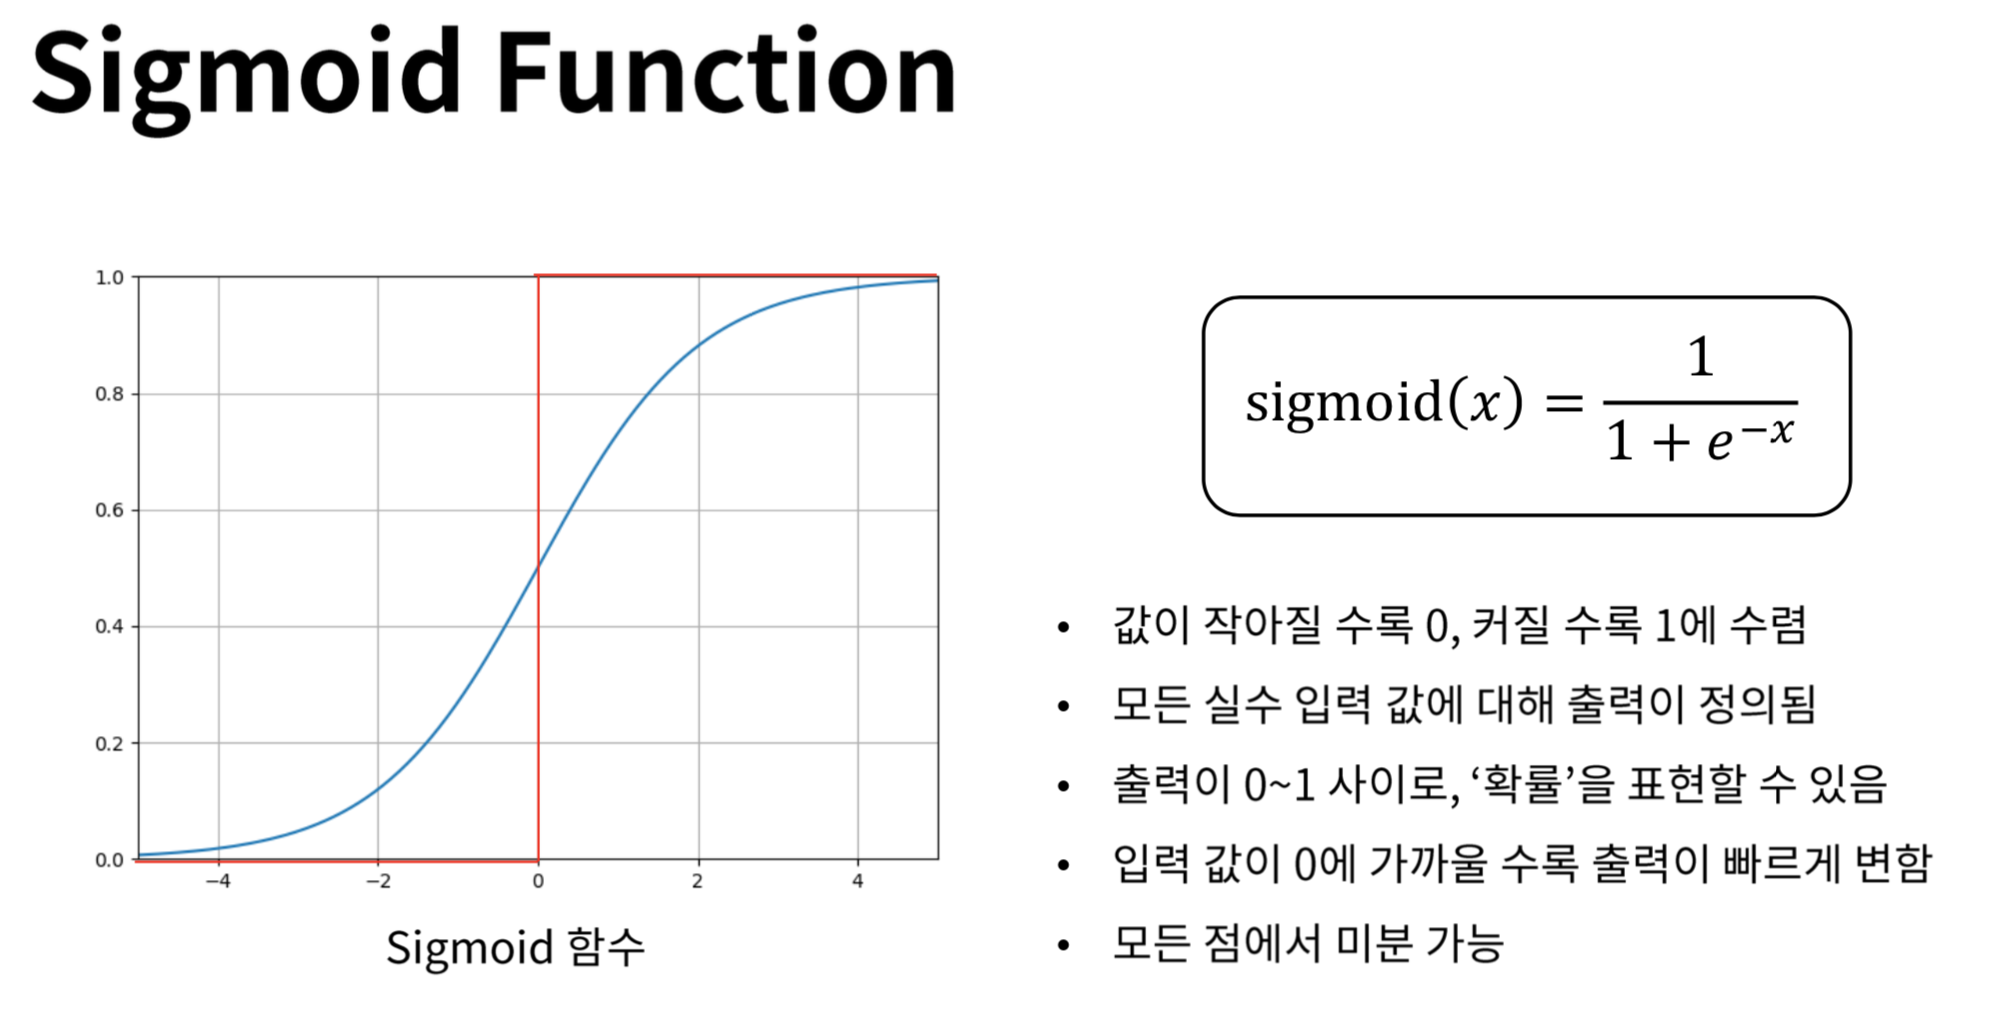 Sigmoid Function
1.0
0.8
0.6
0.4
0.2
0.0
−4 −2 0 2 4
Sigmoid 함수
sigmoid(x) = 1 / (1 + e^{−x})
• 값이 작아질 수록 0, 커질 수록 1에 수렴
• 모든 실수 입력 값에 대해 출력이 정의됨
• 출력이 0~1 사이로, ‘확률’을 표현할 수 있음
• 입력 값이 0에 가까울 수록 출력이 빠르게 변함
• 모든 점에서 미분 가능